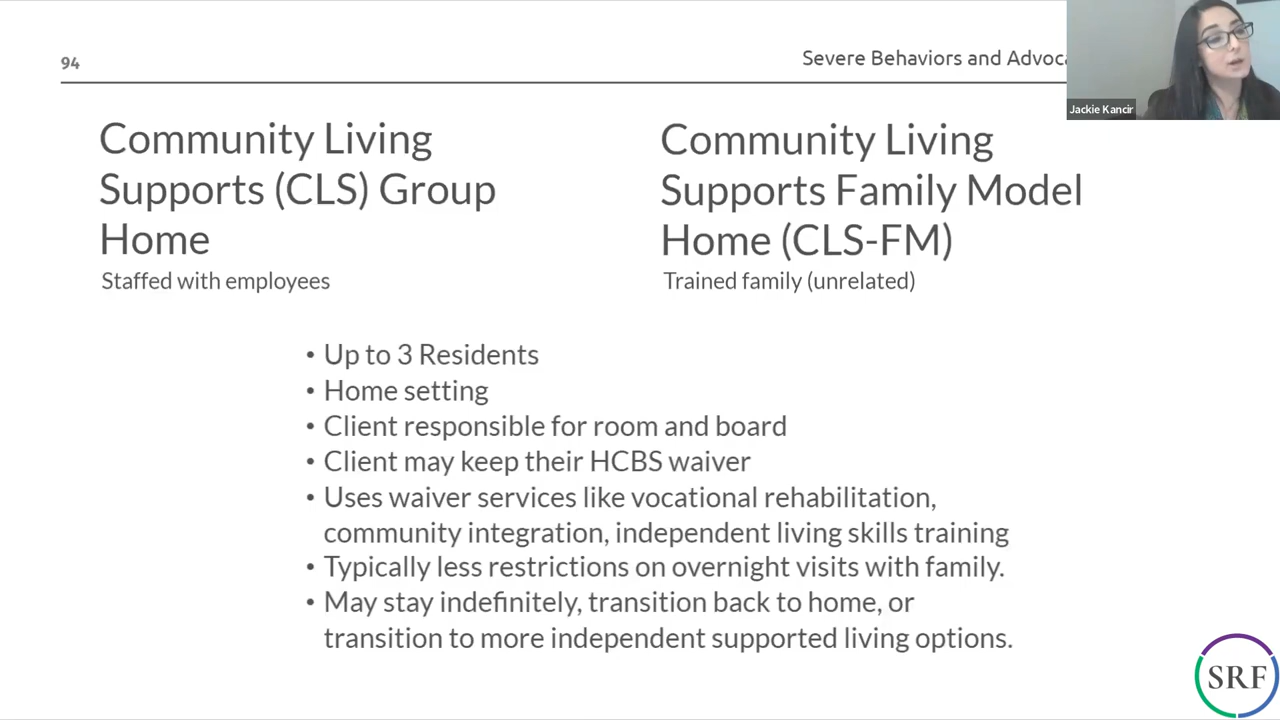 94
Severe Behaviors and Advoca
Jackie Kancir
Community Living
Supports (CLS) Group
Home
Staffed with employees
Community Living
Supports Family Model
Home (CLS-FM)
Trained family (unrelated)
• Up to 3 Residents
• Home setting
• Client responsible for room and board
• Client may keep their HCBS waiver
• Uses waiver services like vocational rehabilitation,
community integration, independent living skills training
• Typically less restrictions on overnight visits with family.
• May stay indefinitely, transition back to home, or
transition to more independent supported living options.
SRF